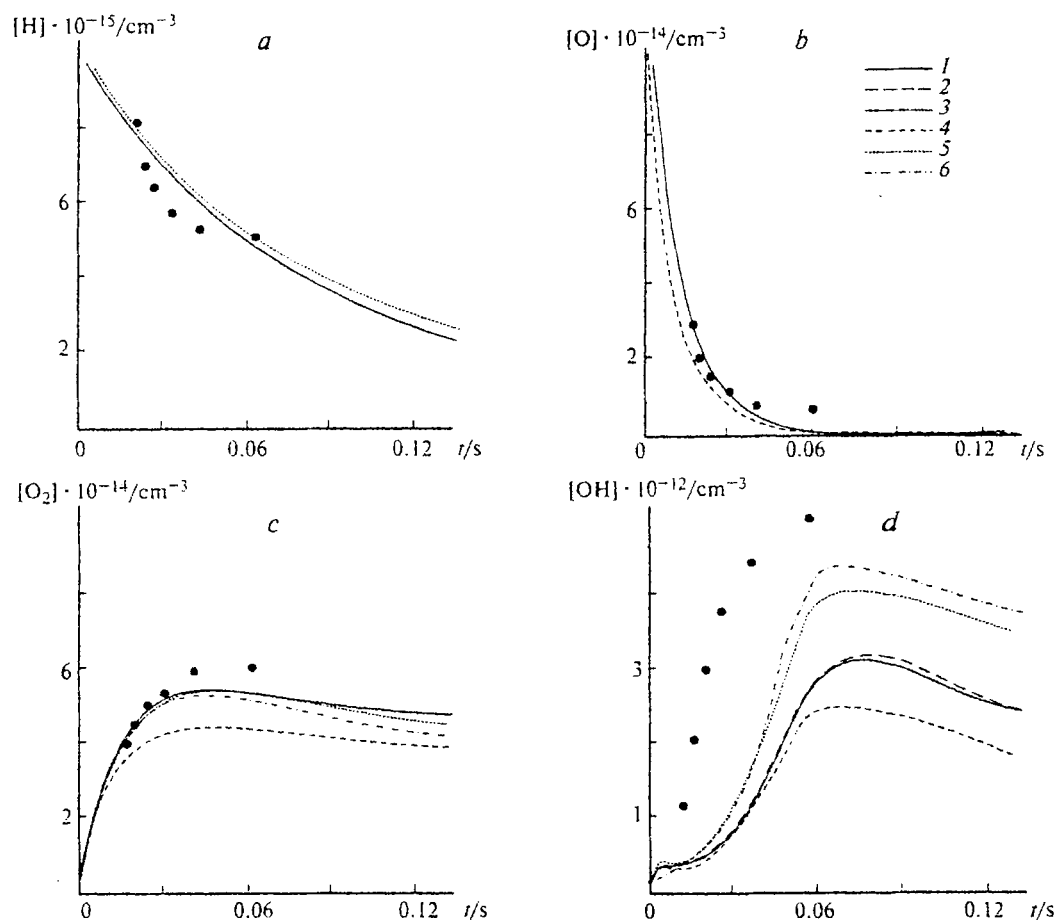 [H] · 10⁻¹⁵/cm⁻³
a
6
2
0
0.06
0.12
t/s
[O] · 10⁻¹⁴/cm⁻³
b
1
2
3
4
5
6
6
2
0
0.06
0.12
t/s
[O₂] · 10⁻¹⁴/cm⁻³
c
6
2
0
0.06
0.12
t/s
[OH] · 10⁻¹²/cm⁻³
d
3
1
0
0.06
0.12
t/s